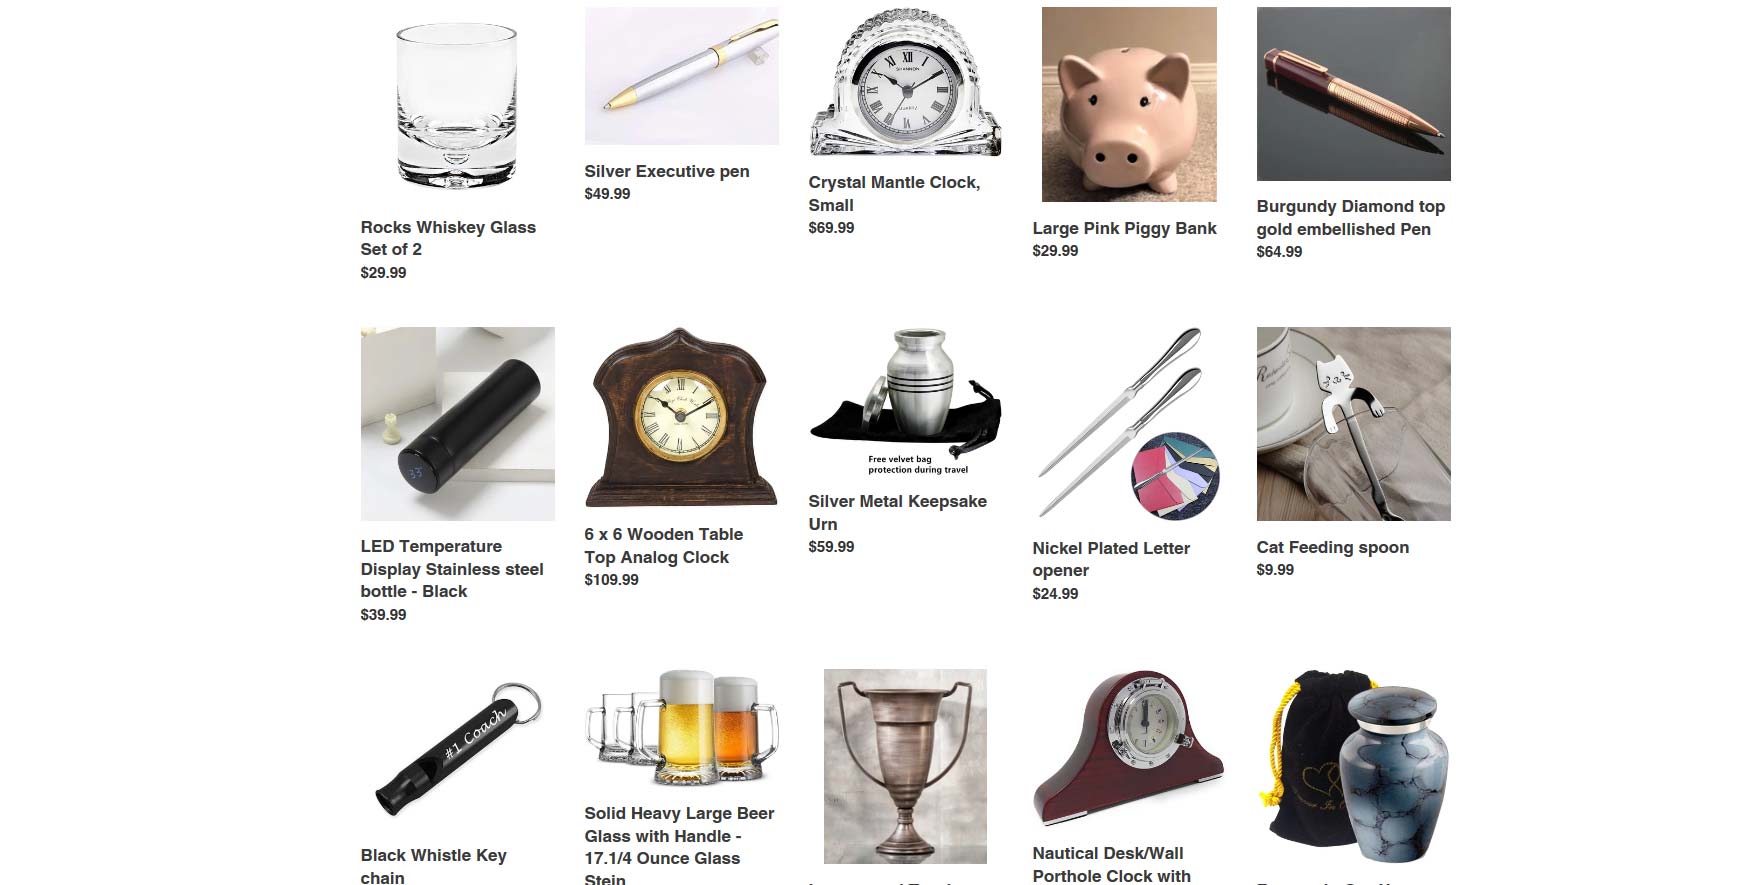 SHANNON
QUARTZ
Rocks Whiskey Glass
Set of 2
$29.99
Silver Executive pen
$49.99
Crystal Mantle Clock,
Small
$69.99
Large Pink Piggy Bank
$29.99
Burgundy Diamond top
gold embellished Pen
$64.99
33
Free velvet bag
protection during travel
LED Temperature
Display Stainless steel
bottle - Black
$39.99
6 x 6 Wooden Table
Top Analog Clock
$109.99
Silver Metal Keepsake
Urn
$59.99
Nickel Plated Letter
opener
$24.99
Cat Feeding spoon
$9.99
#1 Coach
Black Whistle Key
chain
Solid Heavy Large Beer
Glass with Handle -
17.1/4 Ounce Glass
Stein
Nautical Desk/Wall
Porthole Clock with